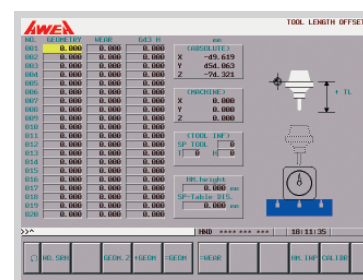 AWEA
TOOL LENGTH OFFSET
NO. GEOMETRY WEAR G43 H mm
001 0.000 0.000 0.000 (ABSOLUTE)
002 0.000 0.000 0.000 X -49.619
003 0.000 0.000 0.000 Y 454.063
004 0.000 0.000 0.000 Z -74.321
005 0.000 0.000 0.000
006 0.000 0.000 0.000 (MACHINE)
007 0.000 0.000 0.000 X 0.000
008 0.000 0.000 0.000 Y 0.000
009 0.000 0.000 0.000 Z 0.000
010 0.000 0.000 0.000
011 0.000 0.000 0.000 (TOOL INF)
012 0.000 0.000 0.000 SP TOOL 0
013 0.000 0.000 0.000 T 0 H 0
014 0.000 0.000 0.000
015 0.000 0.000 0.000
016 0.000 0.000 0.000 HM.height
017 0.000 0.000 0.000 0.000 mm
018 0.000 0.000 0.000 SP-Table DIS.
019 0.000 0.000 0.000 0.000 mm
020 0.000 0.000 0.000
+ TL
>>^
HND **** *** *** 18:11:35
NO.SRH GEOM.Z +GEOM =GEOM =WEAR HM.INP CALIBR